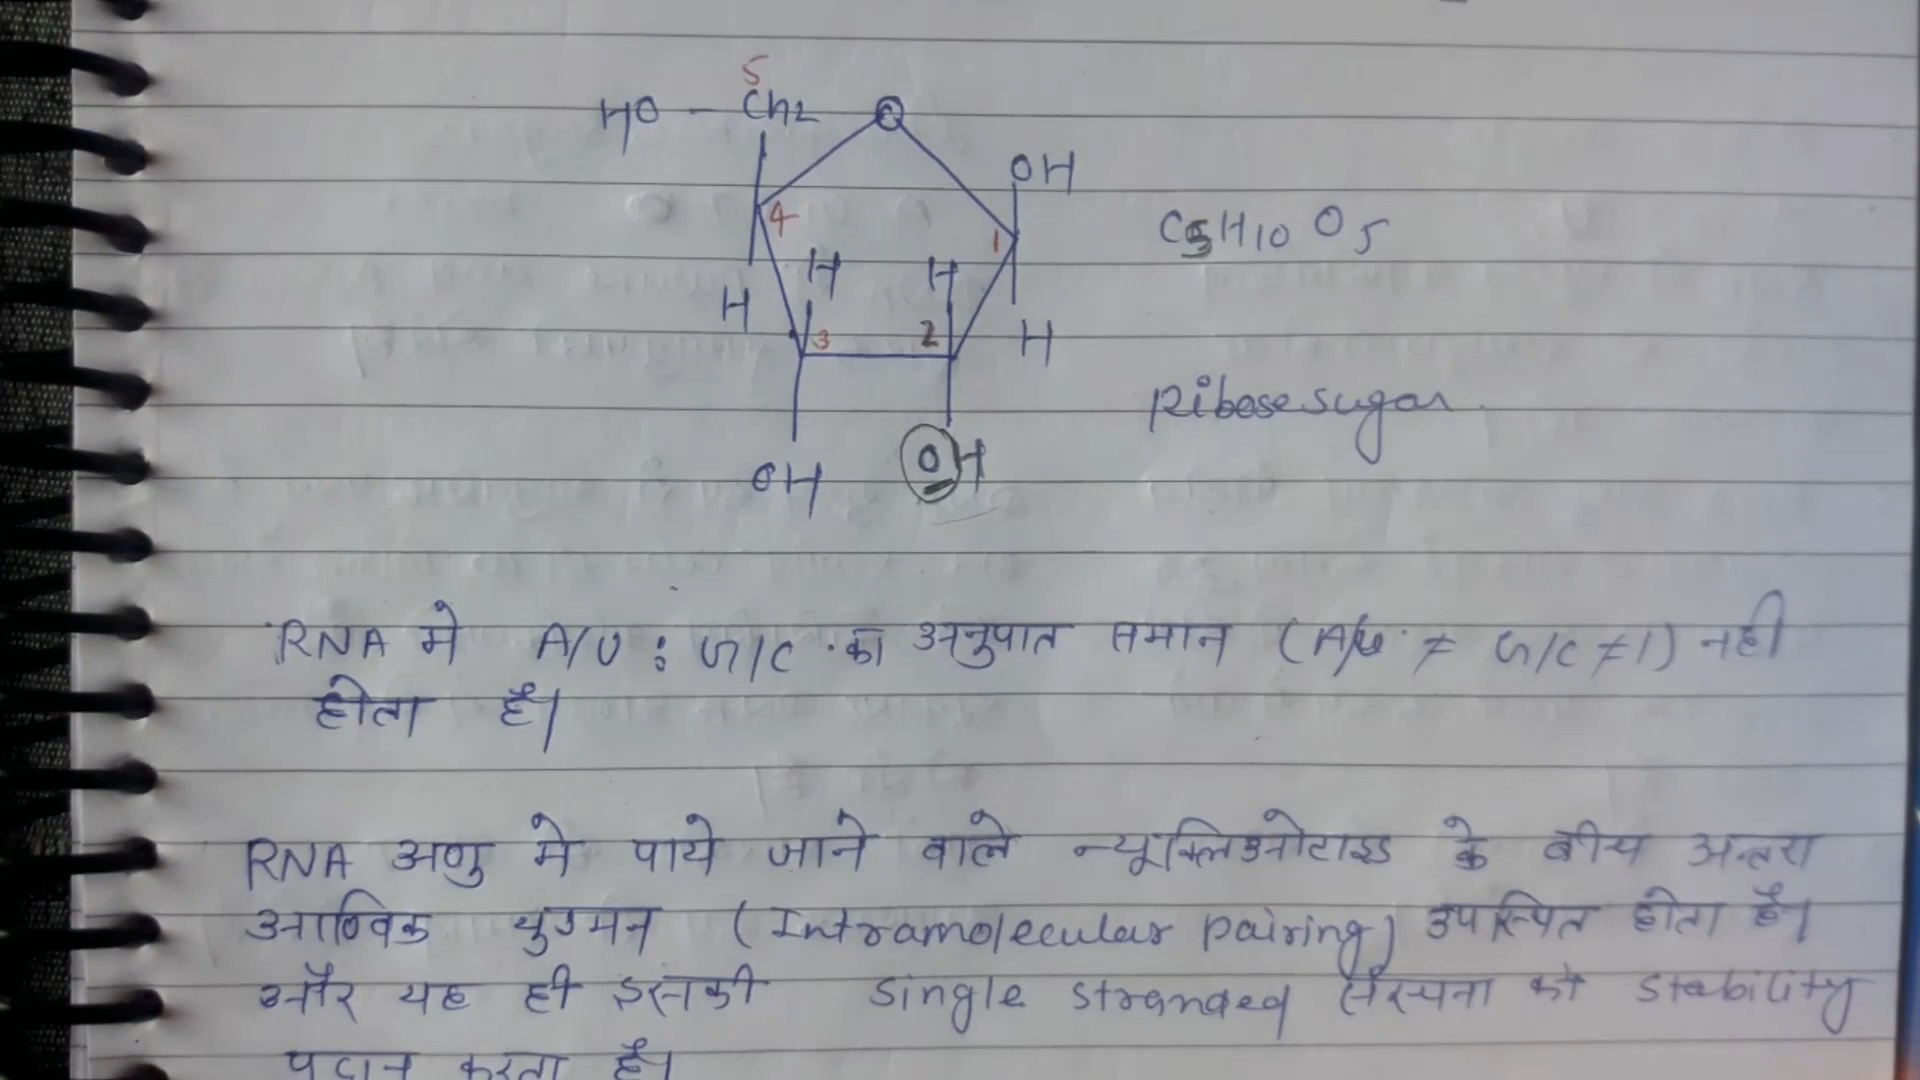 5
HO - CH2 O
OH
4 1
C5H10O5
H H
H 3 2 H
Ribose sugar
OH OH
RNA मे A/U : G/C का अनुपात समान (A/U ≠ G/C ≠ 1) नही
होता है।
RNA अणु मे पाये जाने वाले न्यूक्लिओटाइड के बीच अन्तरा
आण्विक युग्मन (Intramolecular pairing) उपस्थित होता है।
और यह ही इसकी single stranded संरचना को stability
प्रदान करता है।